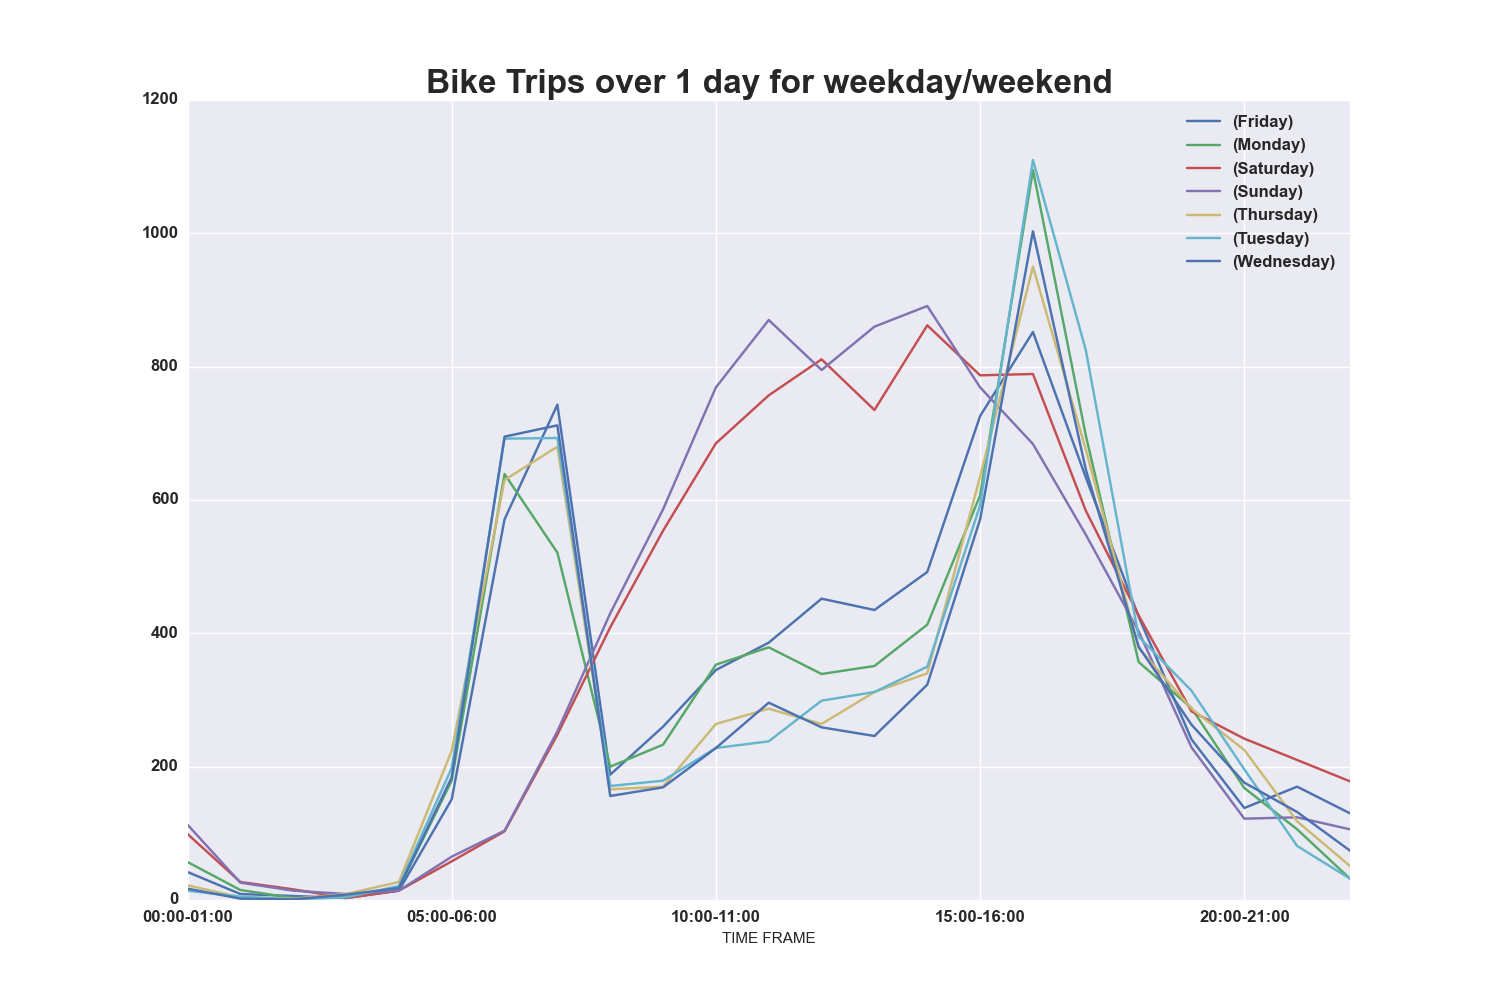 Bike Trips over 1 day for weekday/weekend
1200
1000
800
600
400
200
0
(Friday)
(Monday)
(Saturday)
(Sunday)
(Thursday)
(Tuesday)
(Wednesday)
00:00-01:00 05:00-06:00 10:00-11:00 15:00-16:00 20:00-21:00
TIME FRAME